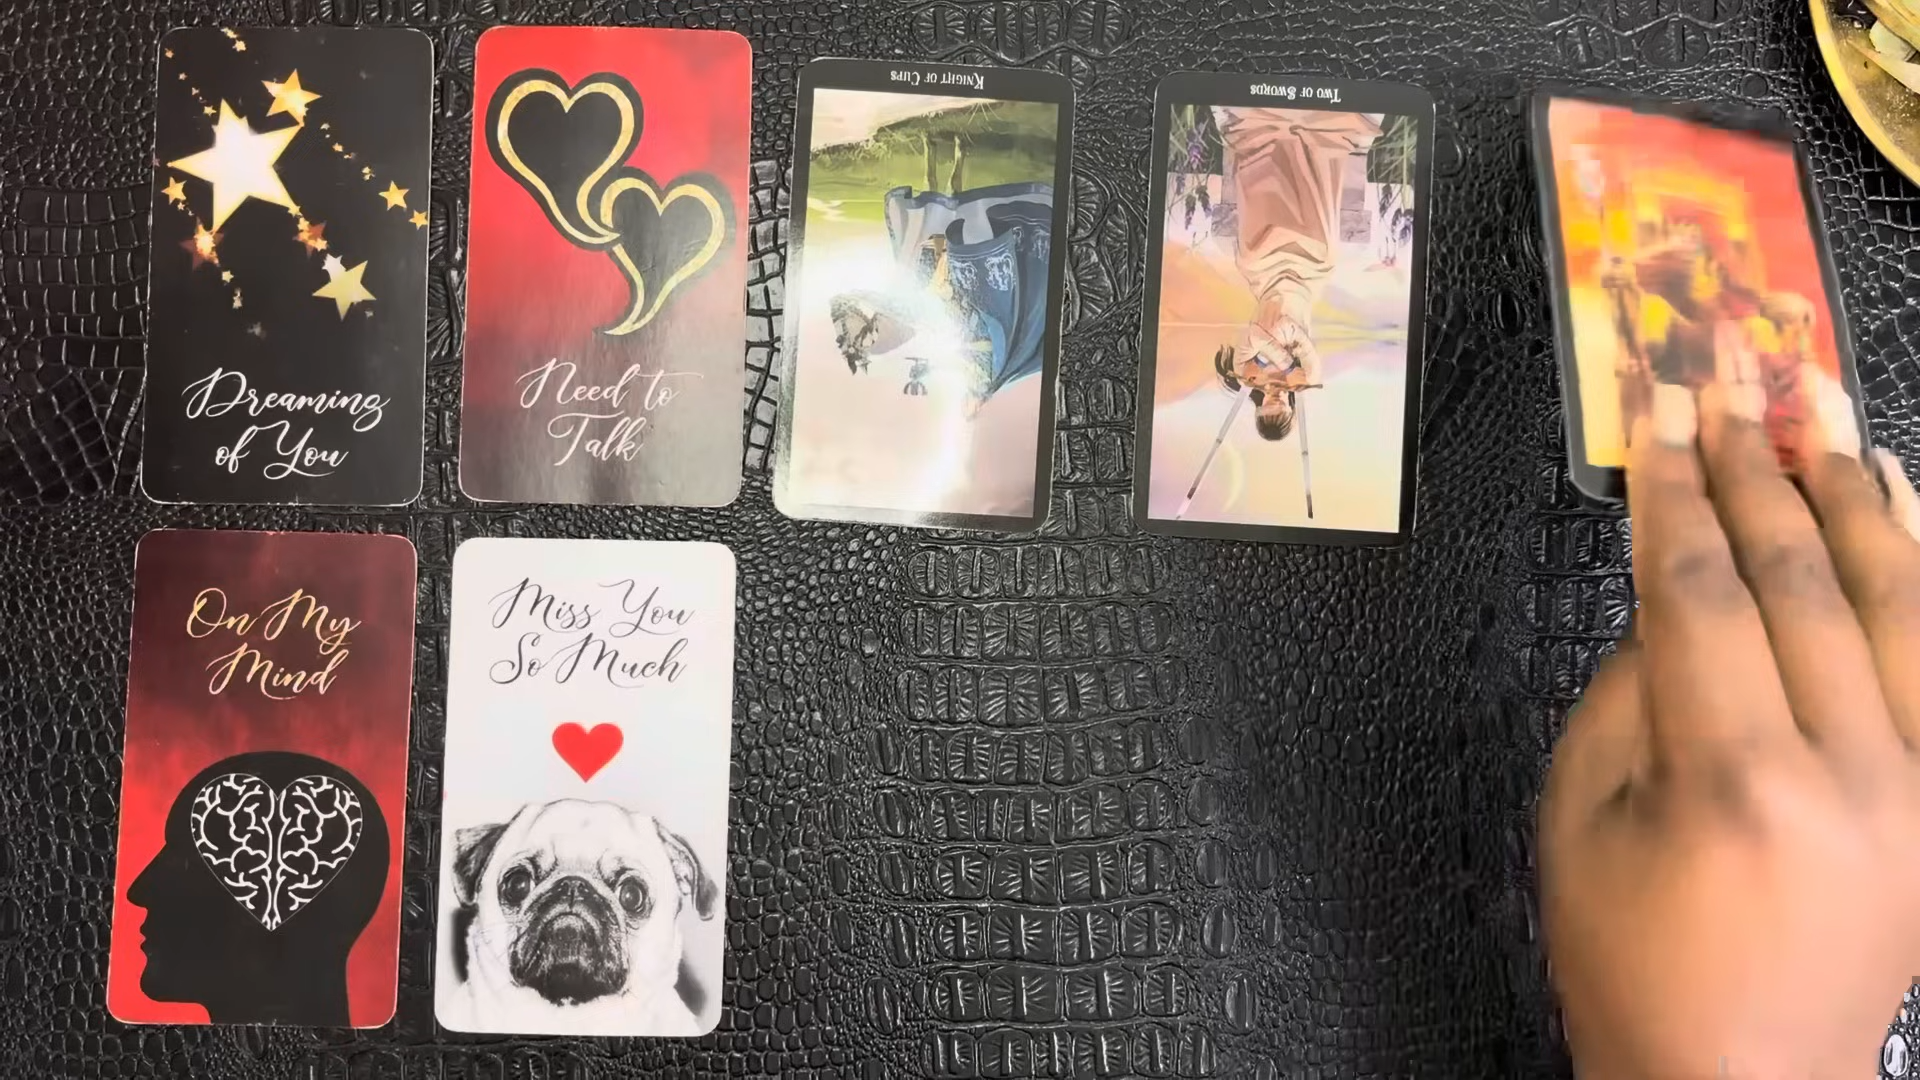 Dreaming
of You
Need to
Talk
Knight of Cups
Two of Swords
On My
Mind
Miss You
So Much